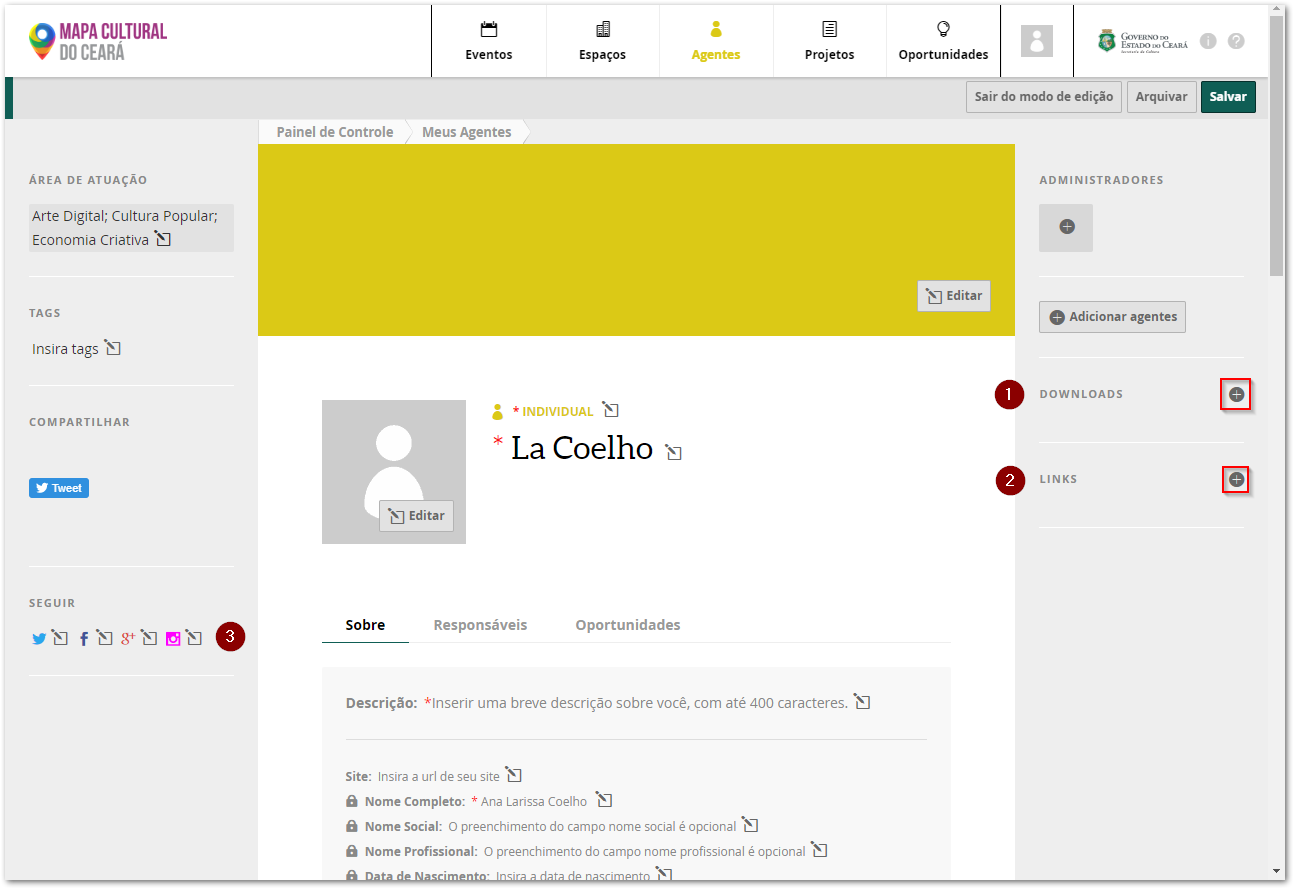 MAPA CULTURAL
DO CEARÁ
Eventos
Espaços
Agentes
Projetos
Oportunidades
GOVERNO DO
ESTADO DO CEARÁ
Secretaria da Cultura
i
?
Sair do modo de edição
Arquivar
Salvar
Painel de Controle
Meus Agentes
ÁREA DE ATUAÇÃO
Arte Digital; Cultura Popular;
Economia Criativa
TAGS
Insira tags
COMPARTILHAR
Tweet
SEGUIR
f
g+
3
Editar
* INDIVIDUAL
* La Coelho
Editar
Sobre
Responsáveis
Oportunidades
Descrição: *Inserir uma breve descrição sobre você, com até 400 caracteres.
Site: Insira a url de seu site
Nome Completo: * Ana Larissa Coelho
Nome Social: O preenchimento do campo nome social é opcional
Nome Profissional: O preenchimento do campo nome profissional é opcional
Data de Nascimento: Insira a data de nascimento
ADMINISTRADORES
Adicionar agentes
1
DOWNLOADS
2
LINKS